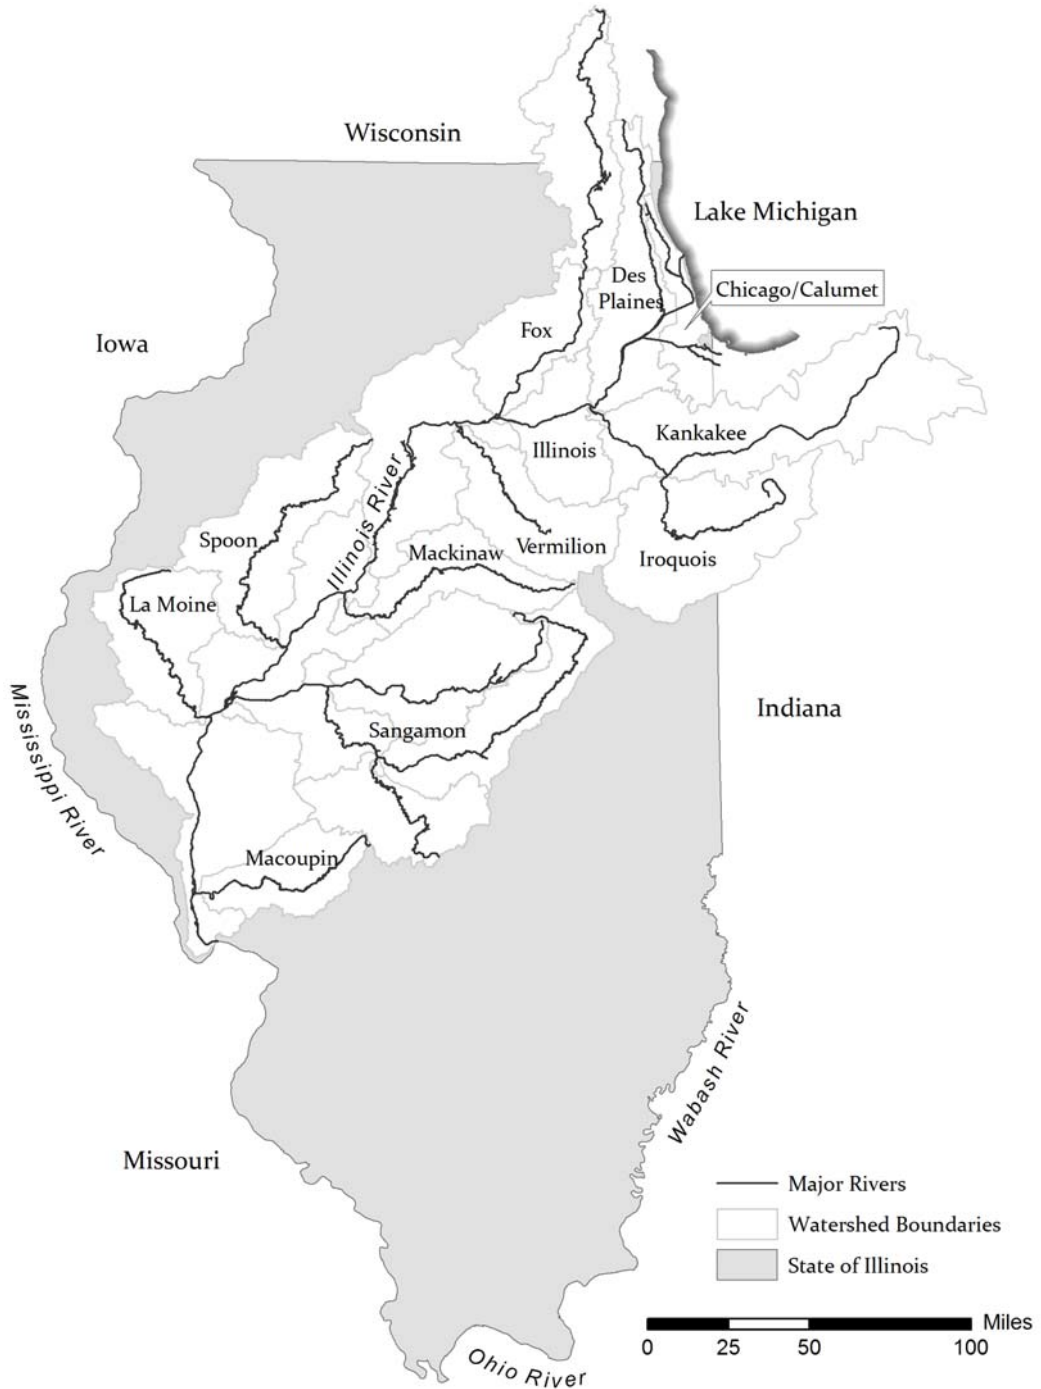 Wisconsin
Lake Michigan
Des
Plaines
Chicago/Calumet
Fox
Iowa
Kankakee
Illinois
Illinois River
Spoon
Mackinaw
Vermilion
Iroquois
La Moine
Mississippi River
Indiana
Sangamon
Macoupin
Wabash River
Missouri
Major Rivers
Watershed Boundaries
State of Illinois
Miles
0 25 50 100
Ohio River